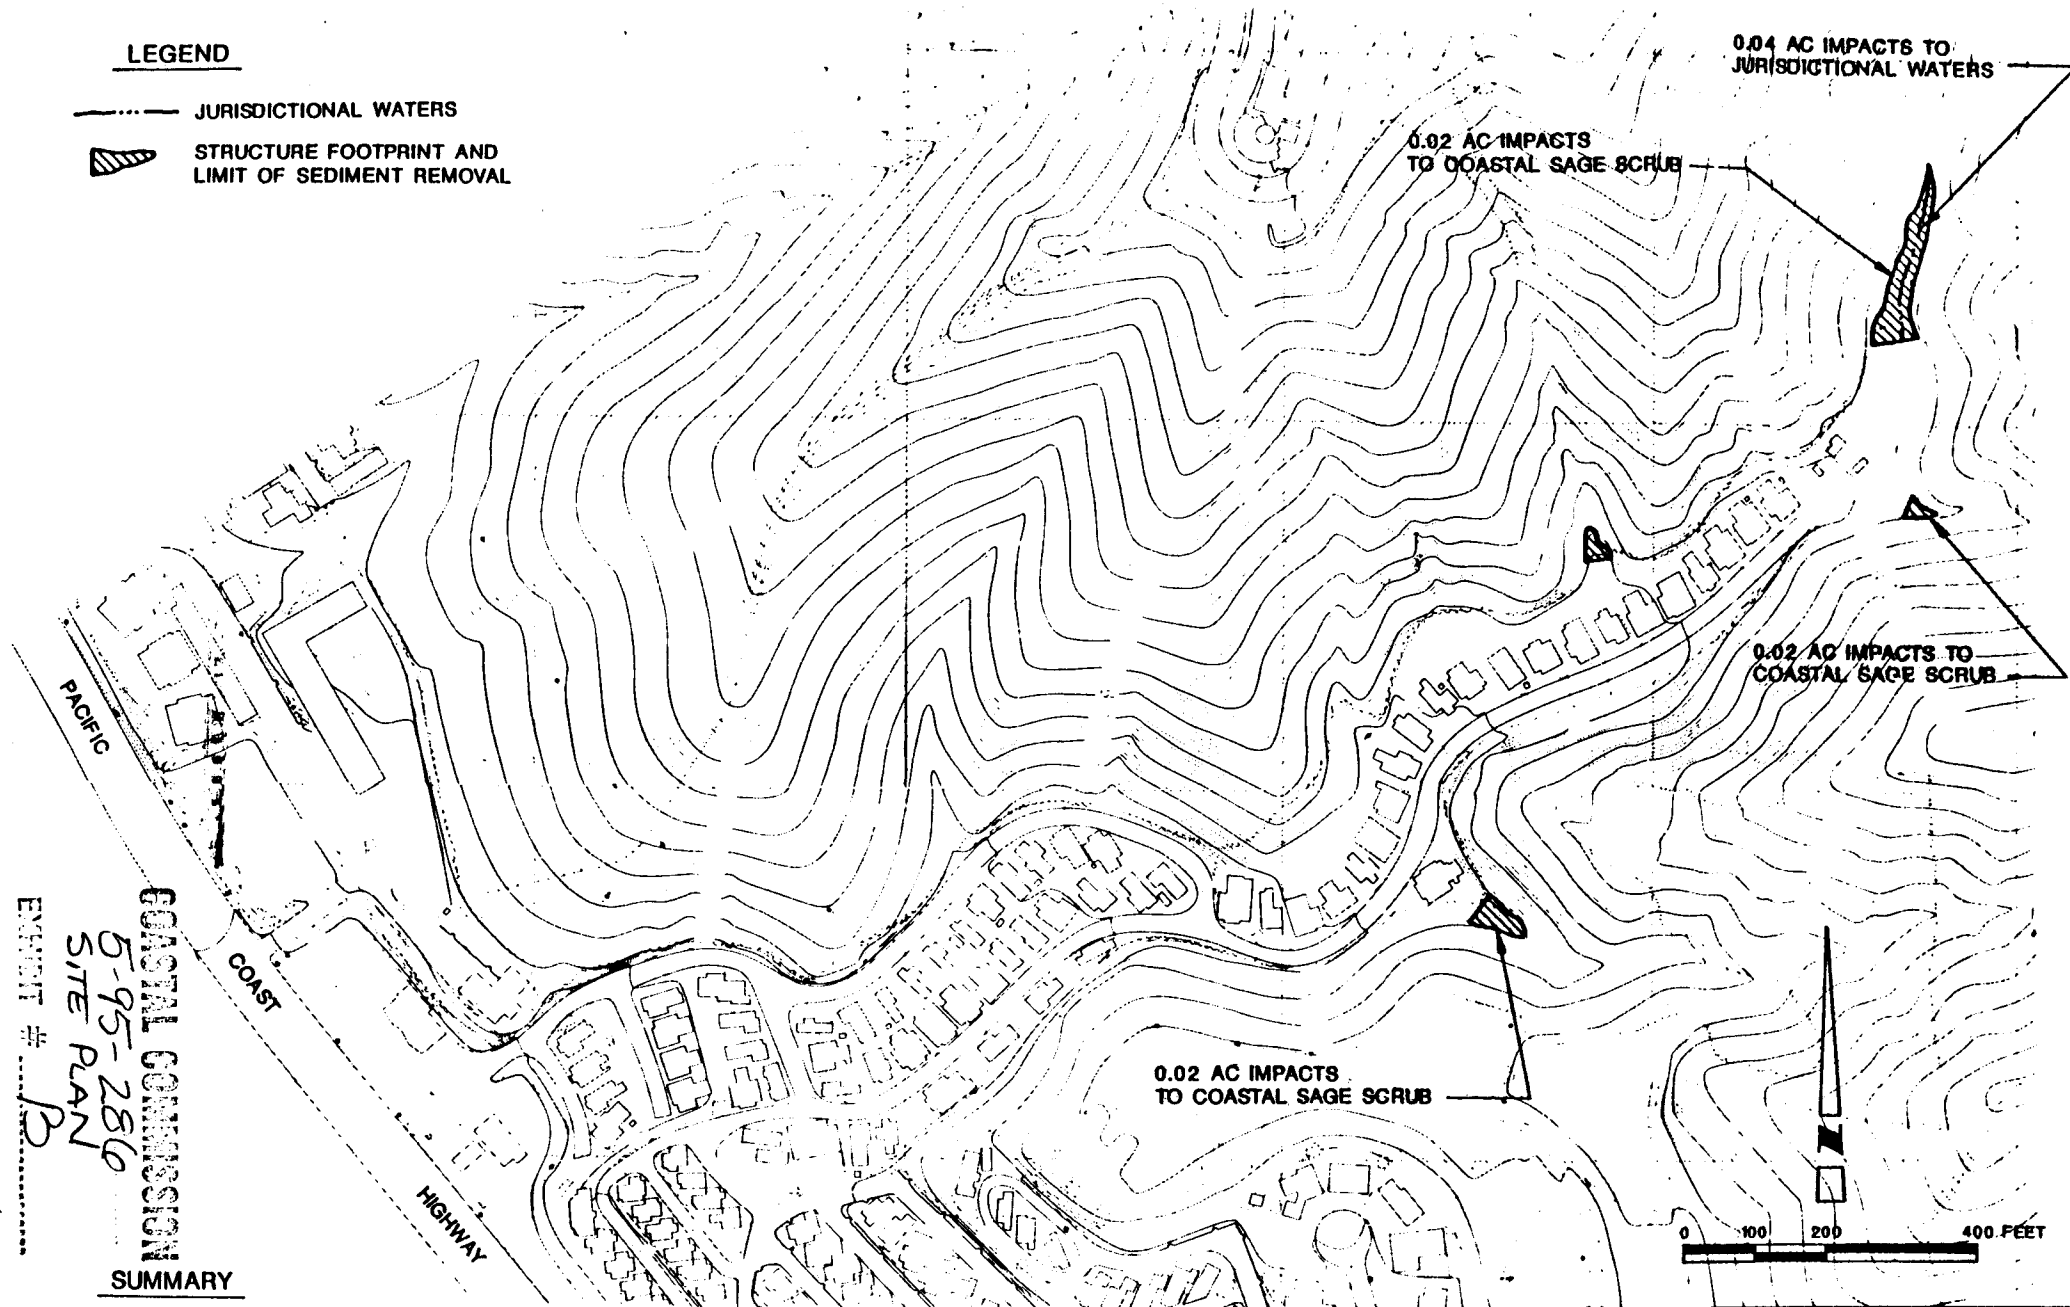 LEGEND
JURISDICTIONAL WATERS
STRUCTURE FOOTPRINT AND
LIMIT OF SEDIMENT REMOVAL
0.04 AC IMPACTS TO
JURISDICTIONAL WATERS
0.02 AC IMPACTS
TO COASTAL SAGE SCRUB
0.02 AC IMPACTS TO
COASTAL SAGE SCRUB
0.02 AC IMPACTS
TO COASTAL SAGE SCRUB
PACIFIC
COAST
HIGHWAY
COASTAL COMMISSION
5-95-286
SITE PLAN
EXHIBIT # B
0 100 200 400 FEET
SUMMARY